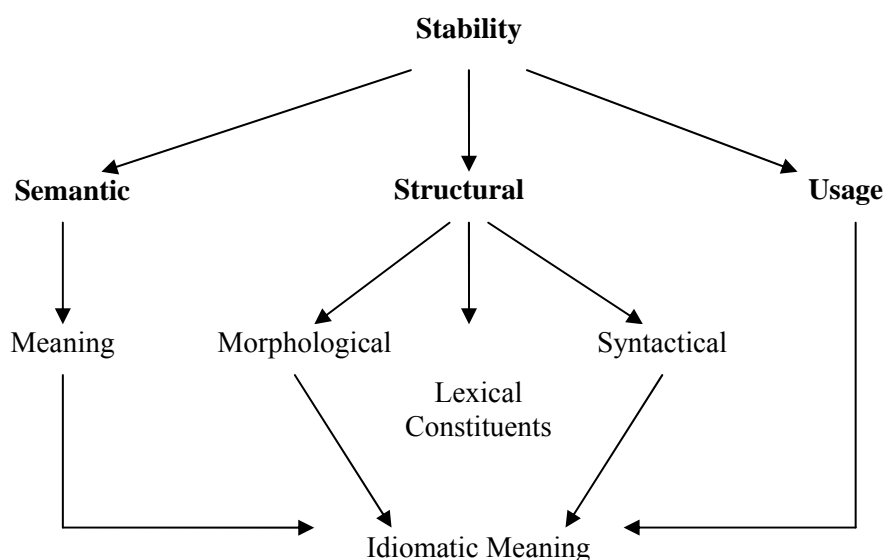 Stability
Semantic Structural Usage
Meaning Morphological Syntactical
Lexical
Constituents
Idiomatic Meaning